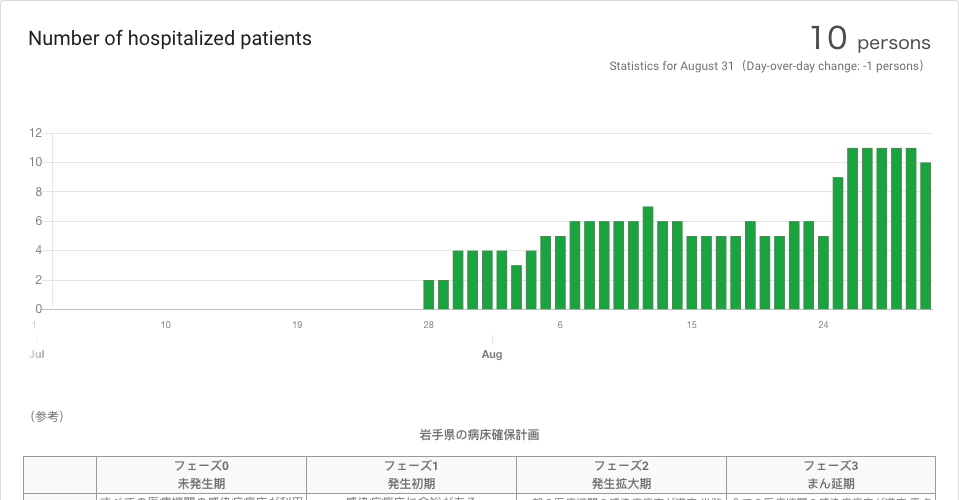 Number of hospitalized patients
10 persons
Statistics for August 31（Day-over-day change: -1 persons）
12
10
8
6
4
2
0
1 10 19 28 6 15 24
Jul Aug
（参考）
岩手県の病床確保計画
フェーズ0 フェーズ1 フェーズ2 フェーズ3
未発生期 発生初期 発生拡大期 まん延期